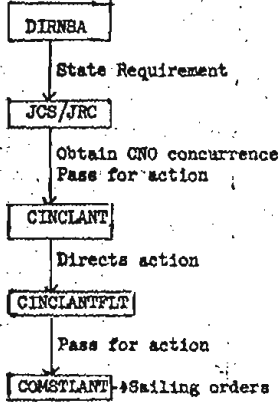 DIRNSA
State Requirement
JCS/JRC
Obtain CNO concurrence
Pass for action
CINCLANT
Directs action
CINCLANTFLT
Pass for action
COMSTLANT→Sailing orders